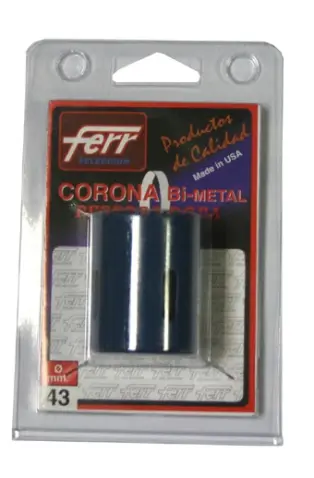 ferr
Productos
de Calidad
Made in USA
CORONA Bi-METAL
Ø
mm.
43